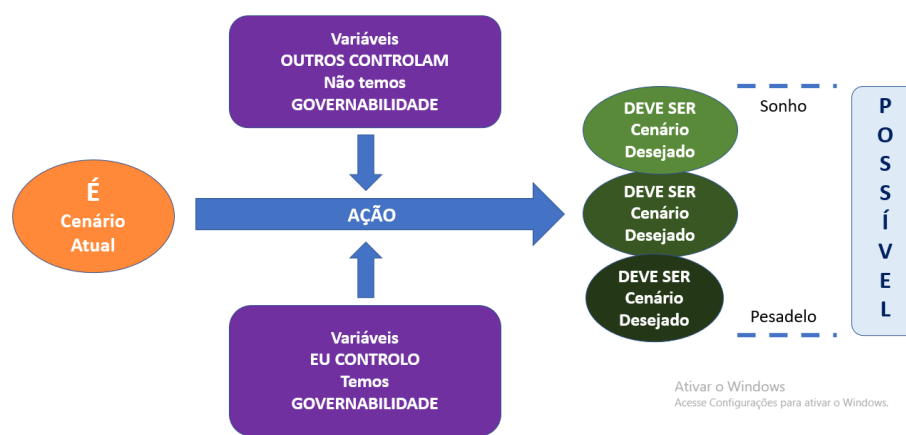 Variáveis
OUTROS CONTROLAM
Não temos
GOVERNABILIDADE
É
Cenário
Atual
AÇÃO
Variáveis
EU CONTROLO
Temos
GOVERNABILIDADE
DEVE SER
Cenário
Desejado
DEVE SER
Cenário
Desejado
DEVE SER
Cenário
Desejado
Sonho
Pesadelo
P
O
S
S
Í
V
E
L
Ativar o Windows
Acesse Configurações para ativar o Windows.